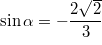 sin α = −2√2/3